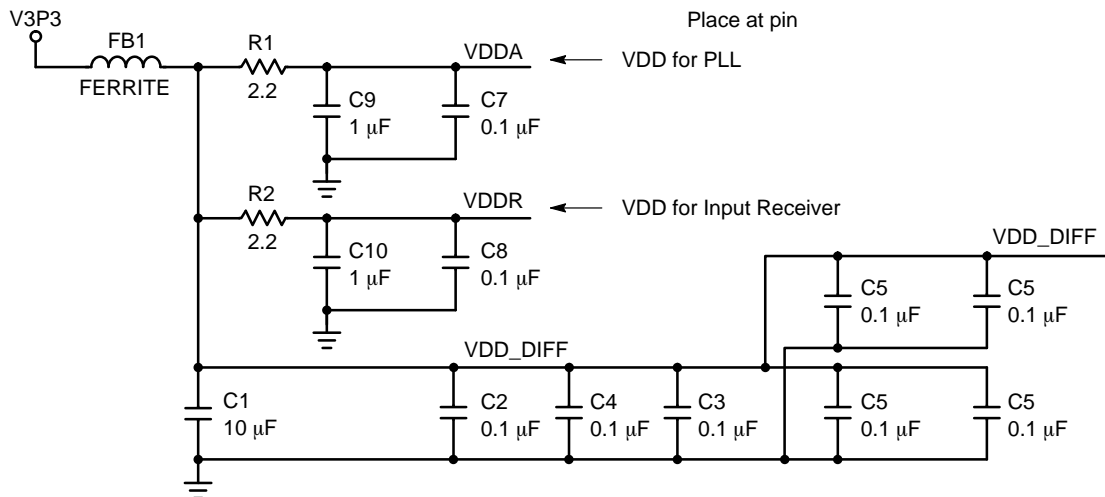 V3P3
Place at pin
FB1
R1
VDDA
VDD for PLL
FERRITE
2.2
C9
1 μF
C7
0.1 μF
R2
VDDR
VDD for Input Receiver
2.2
C10
1 μF
C8
0.1 μF
VDD_DIFF
C5
0.1 μF
C5
0.1 μF
VDD_DIFF
C1
10 μF
C2
0.1 μF
C4
0.1 μF
C3
0.1 μF
C5
0.1 μF
C5
0.1 μF